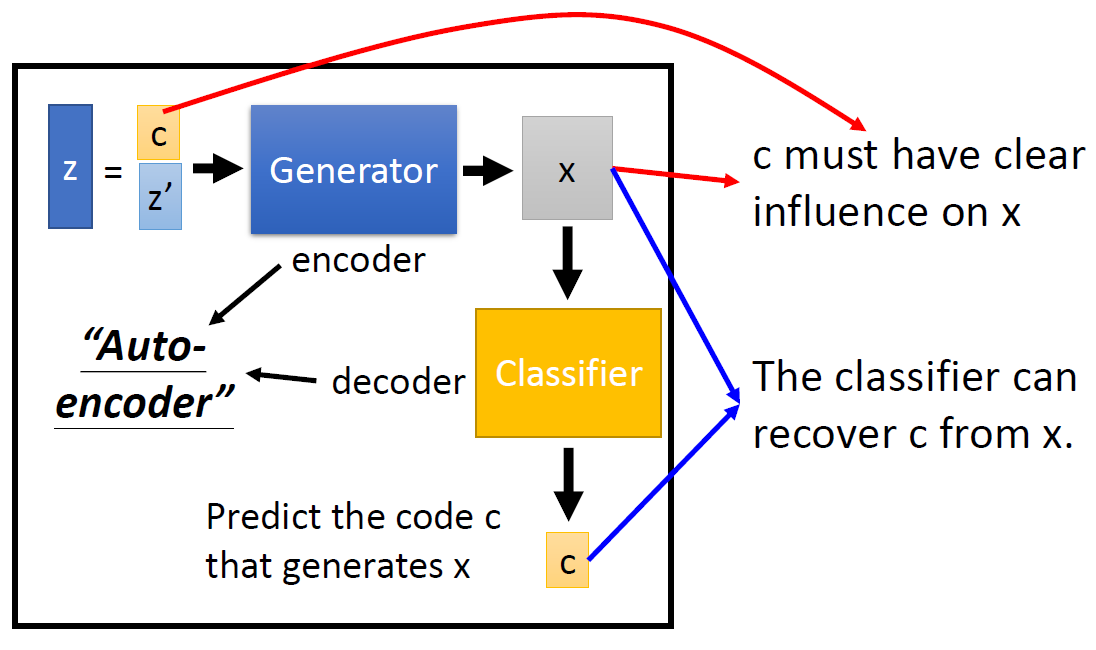 z
=
c
z’
Generator
x
c must have clear
influence on x
encoder
“Auto-
encoder”
decoder
Classifier
The classifier can
recover c from x.
Predict the code c
that generates x
c